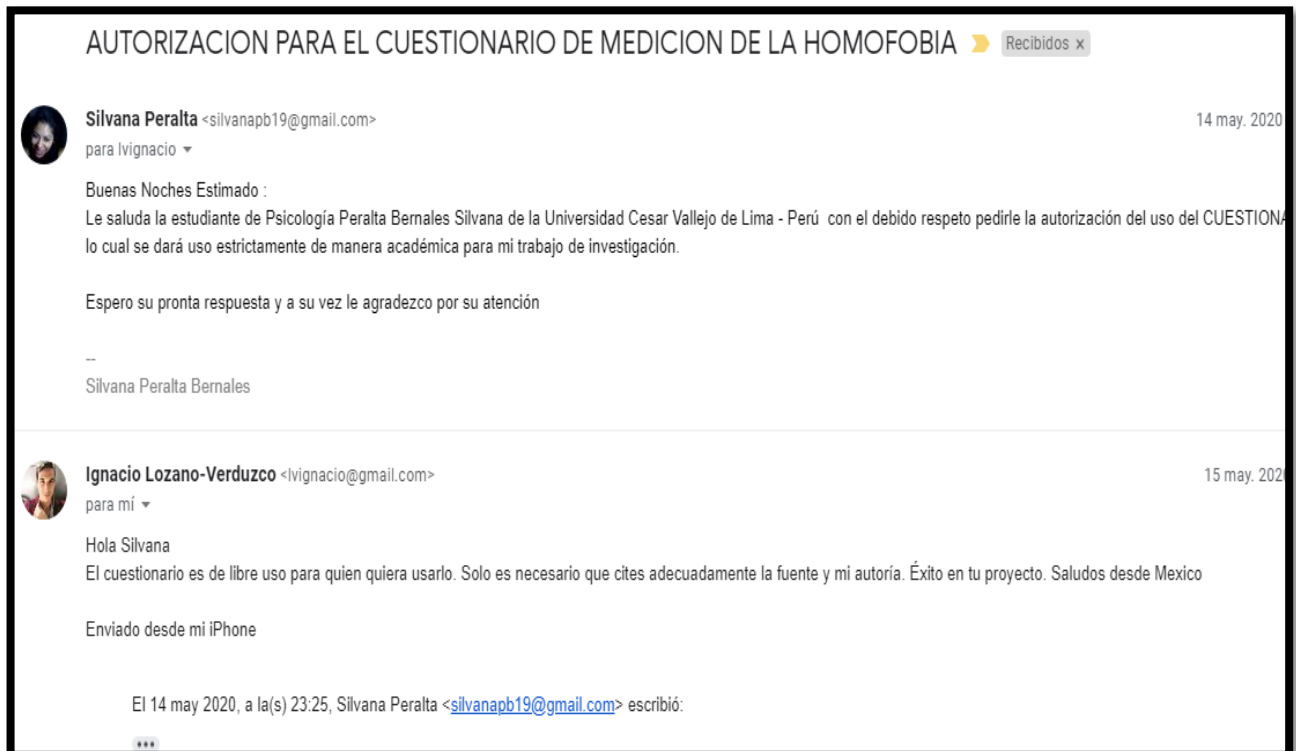 AUTORIZACION PARA EL CUESTIONARIO DE MEDICION DE LA HOMOFOBIA Recibidos x
Silvana Peralta <silvanapb19@gmail.com> 14 may. 2020
para lvignacio
Buenas Noches Estimado :
Le saluda la estudiante de Psicología Peralta Bernales Silvana de la Universidad Cesar Vallejo de Lima - Perú con el debido respeto pedirle la autorización del uso del
lo cual se dará uso estrictamente de manera académica para mi trabajo de investigación.
Espero su pronta respuesta y a su vez le agradezco por su atención
--
Silvana Peralta Bernales
Ignacio Lozano-Verduzco <lvignacio@gmail.com> 15 may.
para mí
Hola Silvana
El cuestionario es de libre uso para quien quiera usarlo. Solo es necesario que cites adecuadamente la fuente y mi autoría. Éxito en tu proyecto. Saludos desde Mexico
Enviado desde mi iPhone
El 14 may 2020, a la(s) 23:25, Silvana Peralta <silvanapb19@gmail.com> escribió:
•••